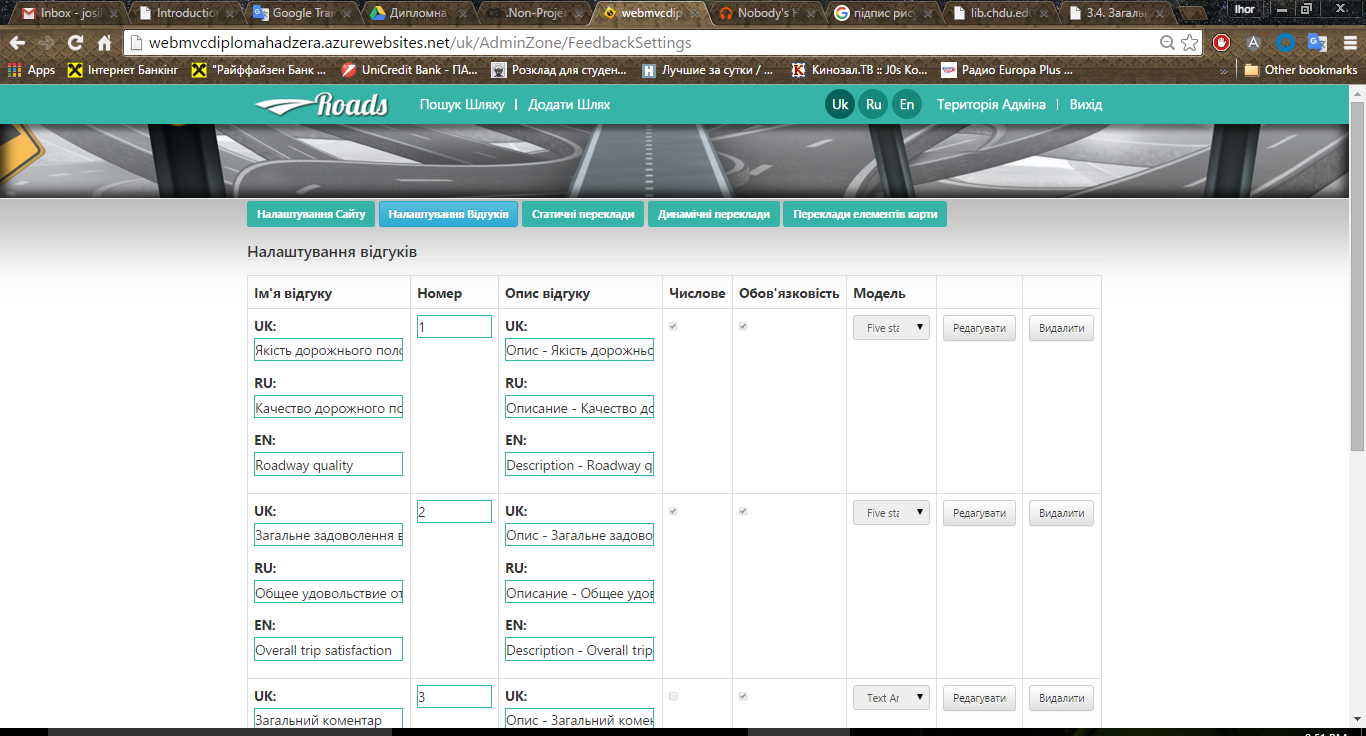 Inbox - josi
Introduction
Google Tra
Дипломна
.Non-Projer
webmvcdip
Nobody's H
підпис рису
lib.chdu.ed
3.4. Загаль
Ihor
webmvcdiplomahadzera.azurewebsites.net/uk/AdminZone/FeedbackSettings
Apps
Інтернет Банкінг
"Райффайзен Банк ...
UniCredit Bank - ПА...
Розклад для студен...
Лучшие за сутки / ...
Кинозал.ТВ :: J0s Ko...
Радио Europa Plus ...
»
Other bookmarks
Roads
Пошук Шляху | Додати Шлях
Uk Ru En
Територія Адміна | Вихід
Налаштування Сайту
Налаштування Відгуків
Статичні переклади
Динамічні переклади
Переклади елементів карти
Налаштування відгуків
Ім'я відгуку Номер Опис відгуку Числове Обов'язковість Модель
UK: 1 UK: Five sta Редагувати Видалити
Якість дорожнього поло Опис - Якість дорожньо
RU: RU:
Качество дорожного по Описание - Качество до
EN: EN:
Roadway quality Description - Roadway q
UK: 2 UK: Five sta Редагувати Видалити
Загальне задоволення в Опис - Загальне задово
RU: RU:
Общее удовольствие от Описание - Общее удов
EN: EN:
Overall trip satisfaction Description - Overall trip
UK: 3 UK: Text Ar Редагувати Видалити
Загальний коментар Опис - Загальний комен